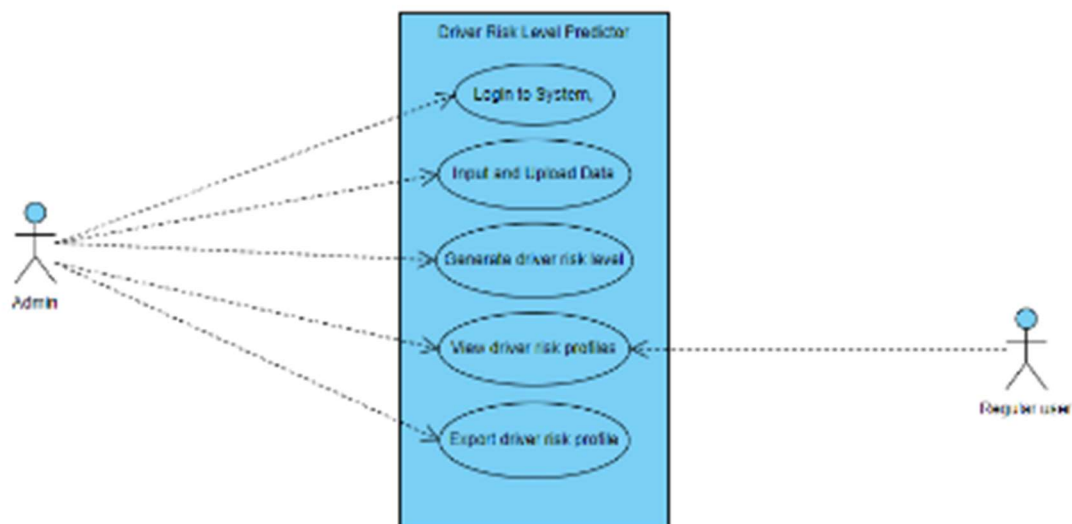 Driver Risk Level Predictor
Login to System,
Input and Upload Data
Generate driver risk level
View driver risk profiles
Export driver risk profile
Admin
Regular user